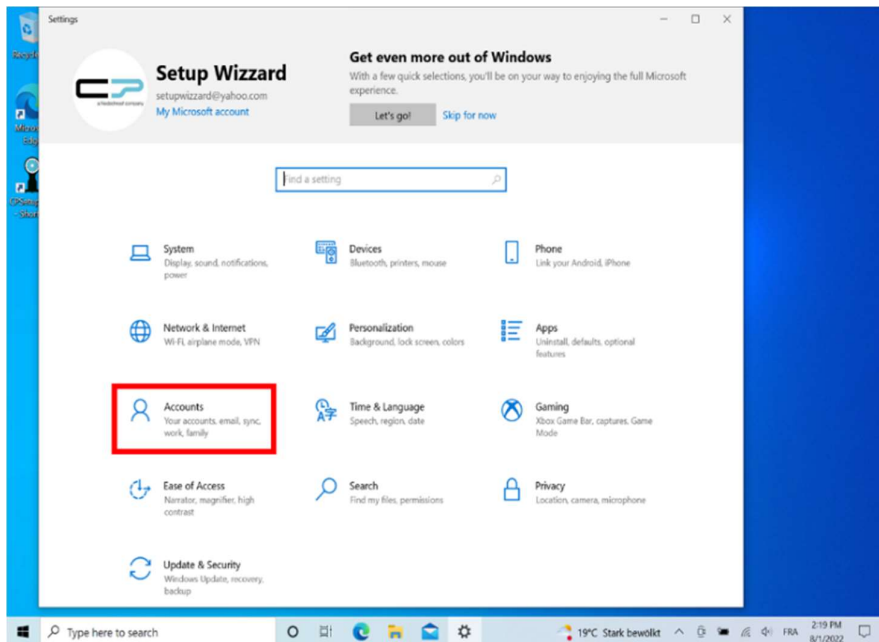 Settings
Setup Wizzard
setupwizzard@yahoo.com
My Microsoft account
Get even more out of Windows
With a few quick selections, you'll be on your way to enjoying the full Microsoft
experience.
Let's go!
Skip for now
Find a setting
System
Display, sound, notifications,
power
Devices
Bluetooth, printers, mouse
Phone
Link your Android, iPhone
Network & Internet
Wi-Fi, airplane mode, VPN
Personalization
Background, lock screen, colors
Apps
Uninstall, defaults, optional
features
Accounts
Your accounts, email, sync,
work, family
Time & Language
Speech, region, date
Gaming
Xbox Game Bar, captures, Game
Mode
Ease of Access
Narrator, magnifier, high
contrast
Search
Find my files, permissions
Privacy
Location, camera, microphone
Update & Security
Windows Update, recovery,
backup
Type here to search
19°C Stark bewölkt
FRA
2:19 PM
8/1/2022